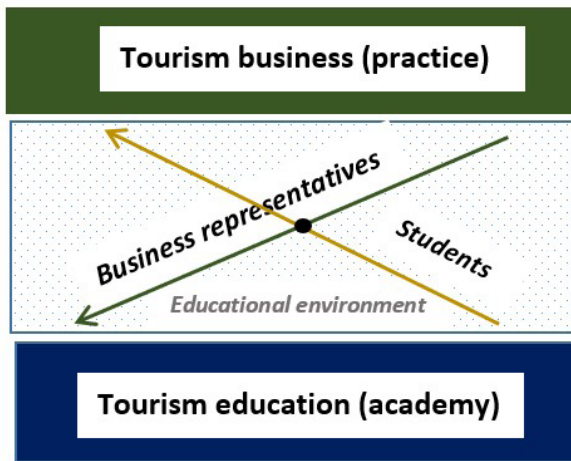 Tourism business (practice)
Business representatives
Students
Educational environment
Tourism education (academy)